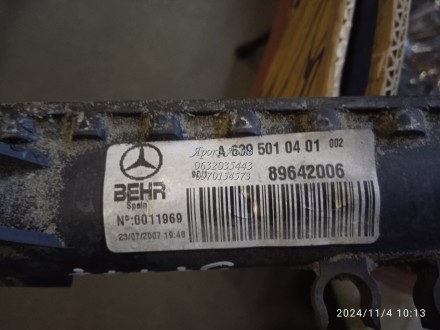 A 639 501 04 01 002
0632035443
89642006
BEHR
Spain
Nº:0011969
23/07/2007 19:48
2024/11/4 10:13